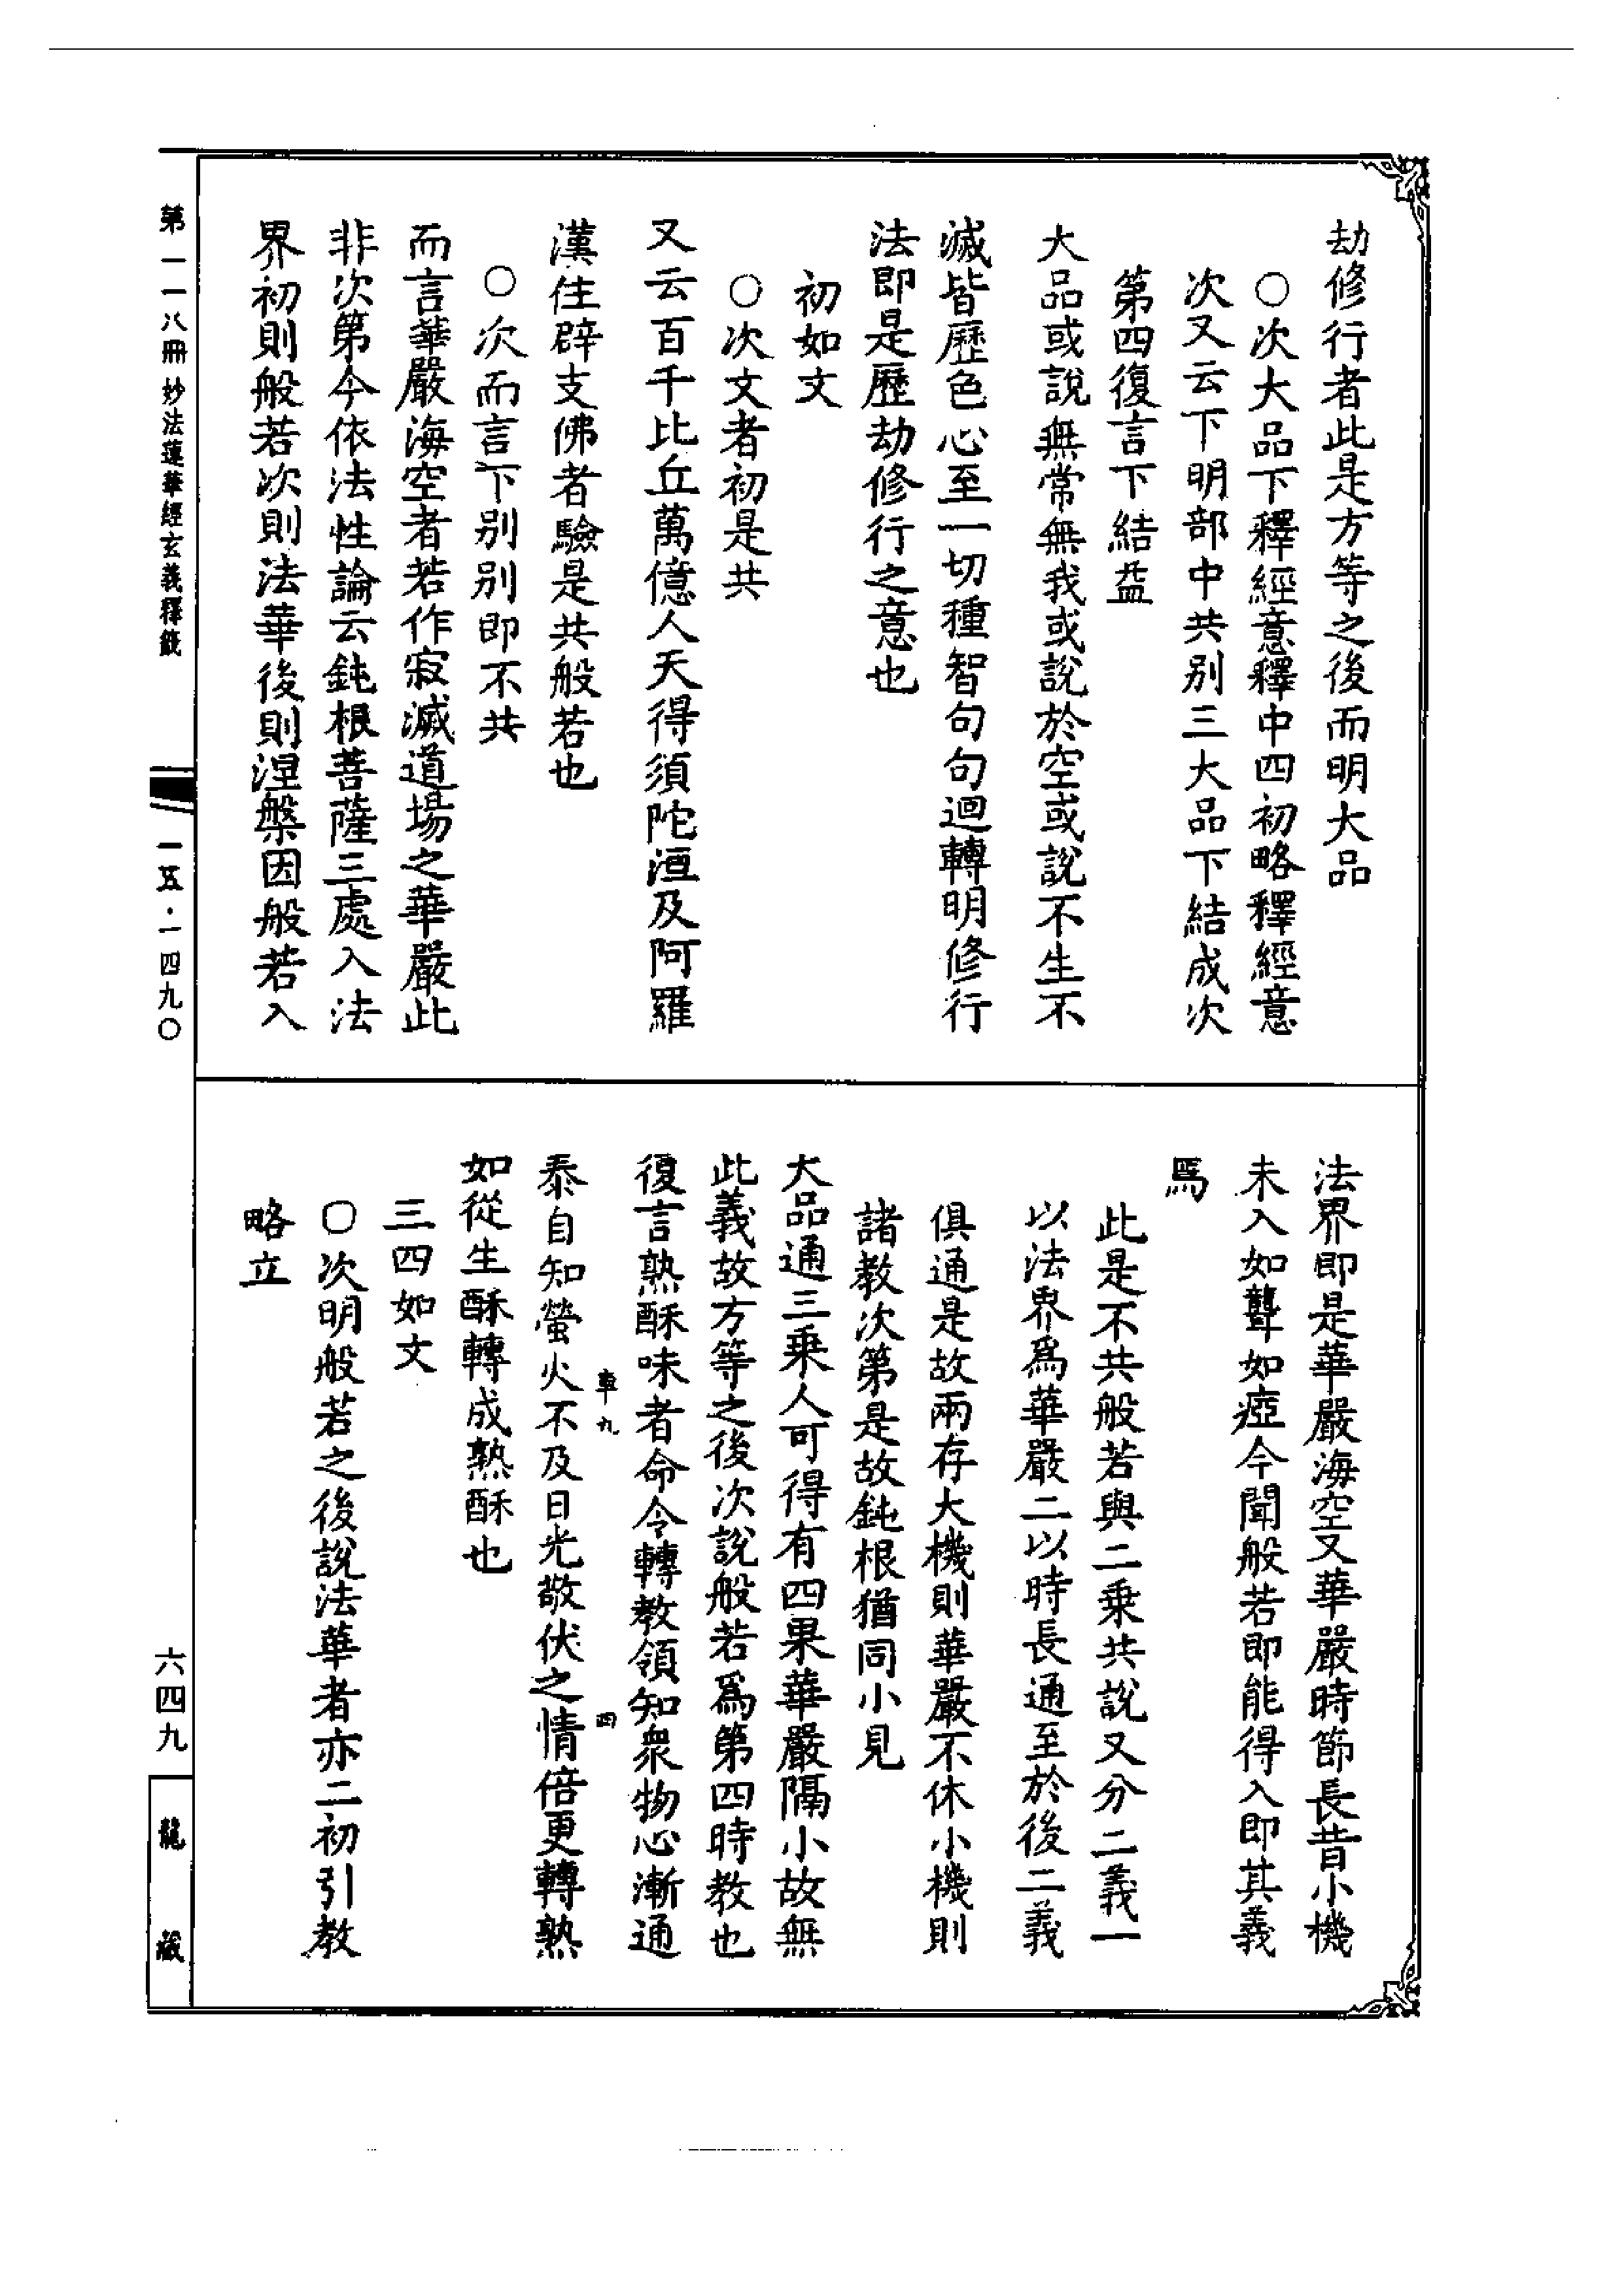 劫修行者此是方等之後而明大品
〇次大品下釋經意釋中四初略釋經意
次又云下明部中共别三大品下結成次
第四復言下結益
大品或說無常無我或說於空或說不生不
滅皆歷色心至一切種智句句迴轉明修行
法即是歷劫修行之意也
初如文
〇次文者初是共
又云百千比丘萬億人天得須陀洹及阿羅
漢住辟支佛者驗是共般若也
〇次而言下别别即不共
而言華嚴海空者若作寂滅道場之華嚴此
非次第今依法性論云鈍根菩薩三處入法
界初則般若次則法華後則涅槃因般若入
法界即是華嚴海空又華嚴時節長昔小機
未入如聾如瘂今聞般若即能得入即其義
焉
此是不共般若與二乘共說又分二義一
以法界爲華嚴二以時長通至於後二義
俱通是故兩存大機則華嚴不休小機則
諸教次第是故鈍根猶同小見
大品通三乘人可得有四果華嚴隔小故無
此義故方等之後次說般若爲第四時教也
復言熟酥味者命令轉教領知衆物心漸通
車九
四
泰自知螢火不及日光敬伏之情倍更轉熟
如從生酥轉成熟酥也
三四如文
〇次明般若之後說法華者亦二初引教
略立
第一一八冊 妙法蓮華經玄義釋籤
一五·一四九〇
六四九
龍藏